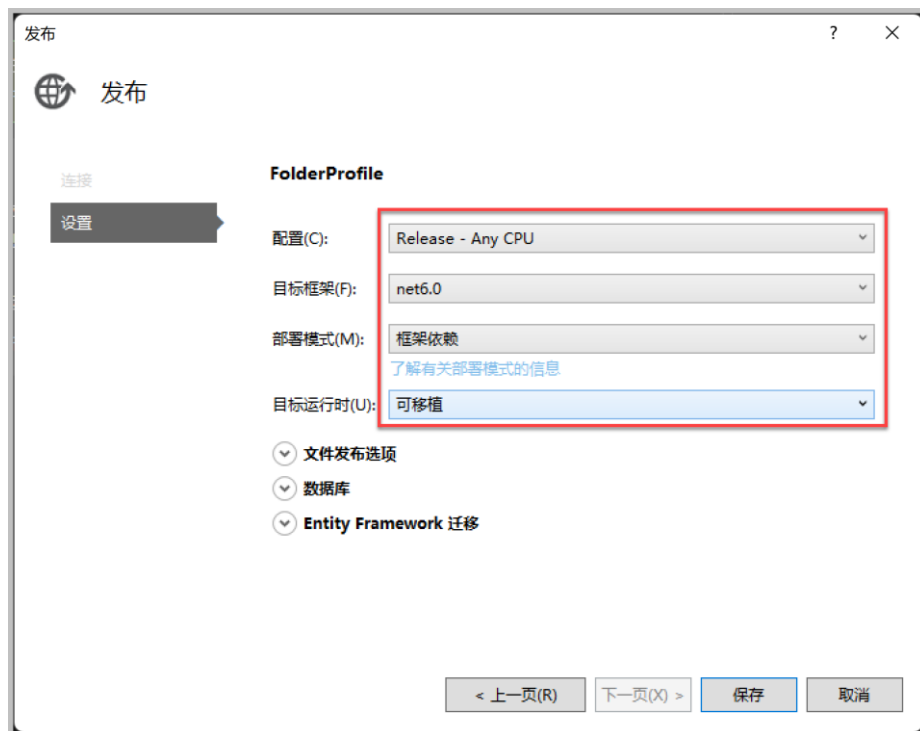 发布
?
发布
连接
设置
FolderProfile
配置(C):
Release - Any CPU
目标框架(F):
net6.0
部署模式(M):
框架依赖
了解有关部署模式的信息
目标运行时(U):
可移植
文件发布选项
数据库
Entity Framework 迁移
< 上一页(R)
下一页(X) >
保存
取消